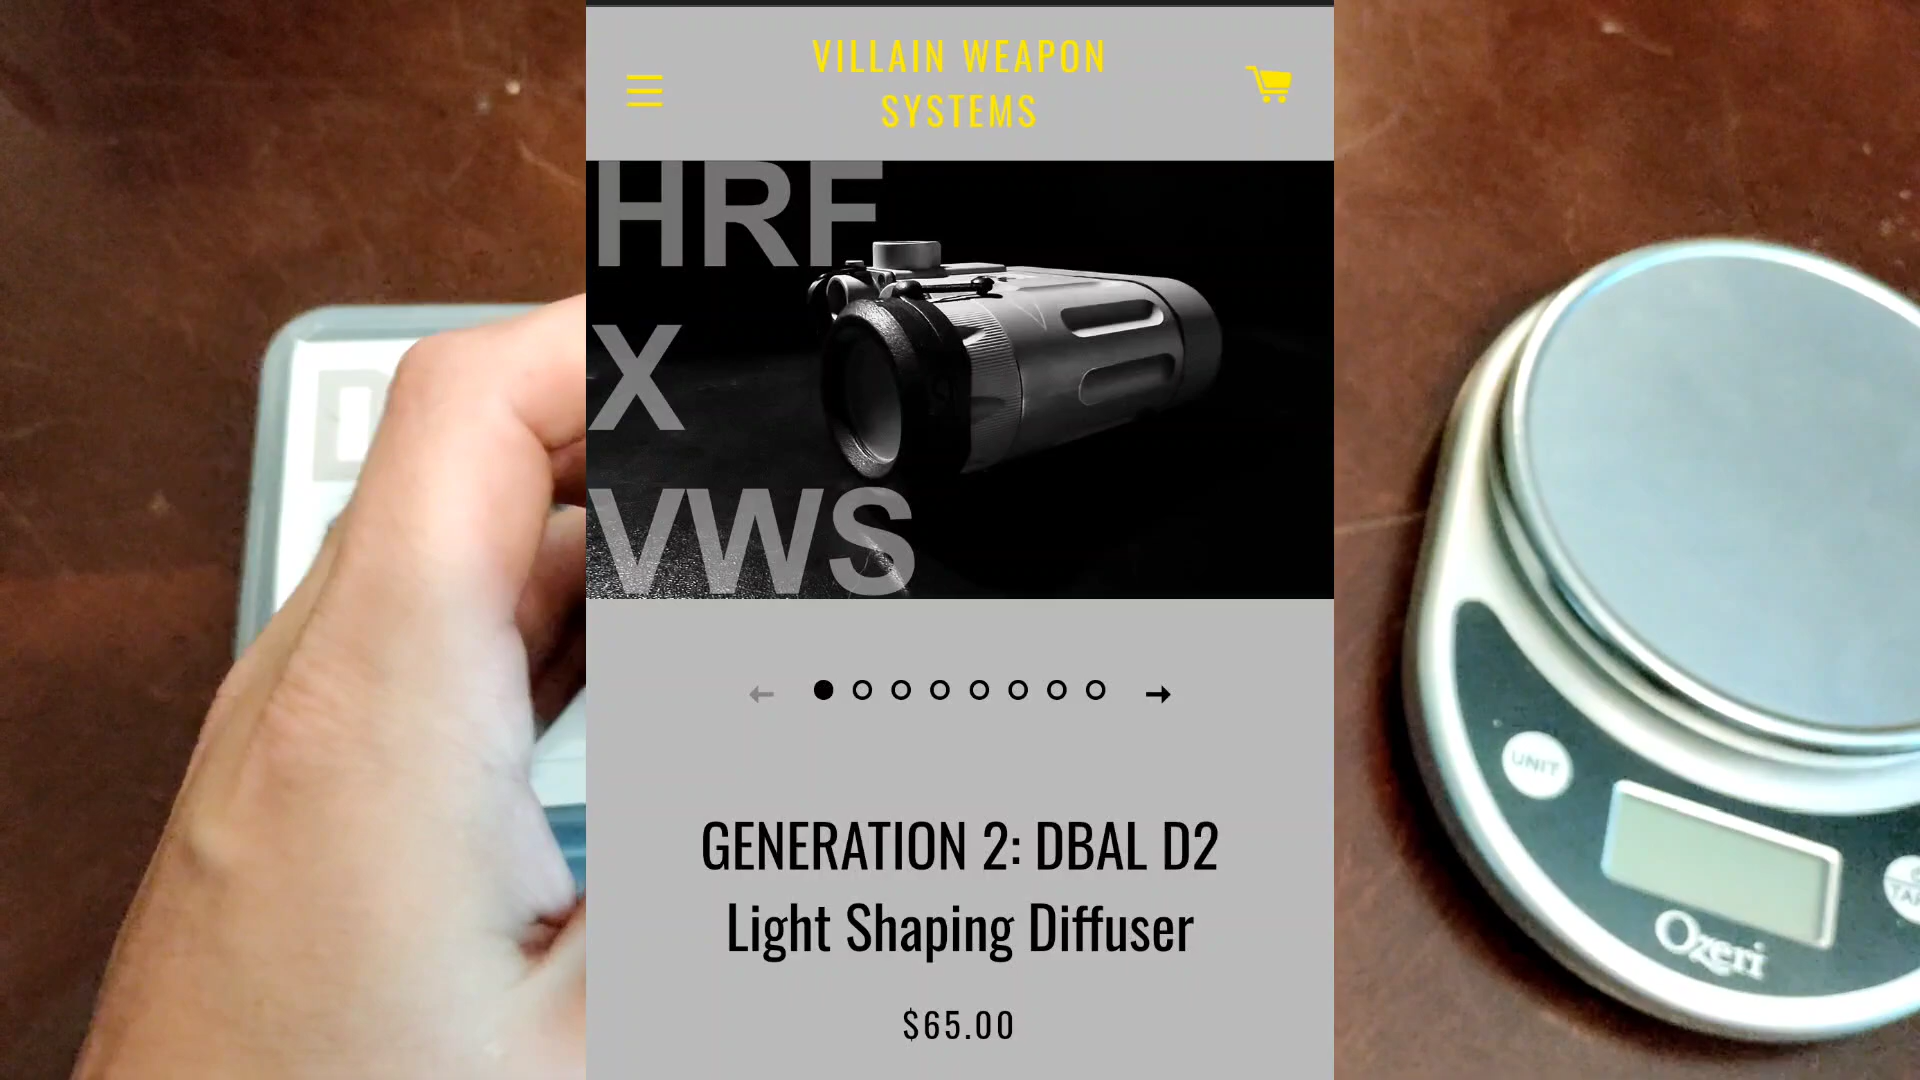 VILLAIN WEAPON
SYSTEMS
HRF
X
VWS
GENERATION 2: DBAL D2
Light Shaping Diffuser
$65.00
UNIT
Ozeri